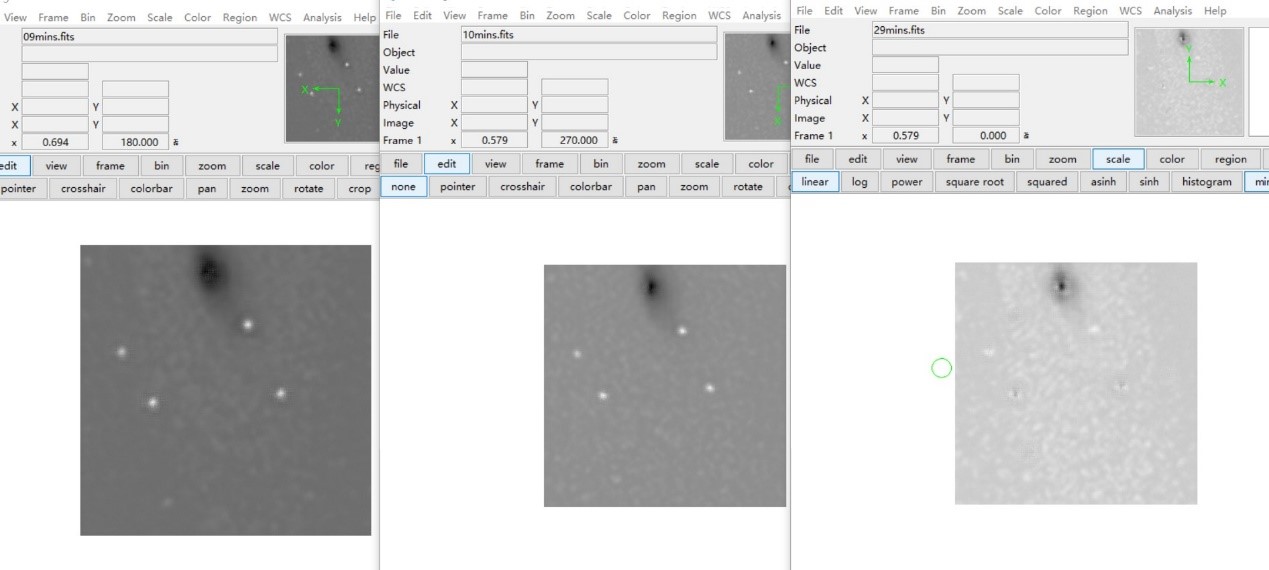 View Frame Bin Zoom Scale Color Region WCS Analysis Help
09mins.fits
X Y
X Y
x 0.694 180.000
X
Y
edit view frame bin zoom scale color reg
pointer crosshair colorbar pan zoom rotate crop
File Edit View Frame Bin Zoom Scale Color Region WCS Analysis
File 10mins.fits
Object
Value
WCS
Physical X Y
Image X Y
Frame 1 x 0.579 270.000
file edit view frame bin zoom scale color
none pointer crosshair colorbar pan zoom rotate
File Edit View Frame Bin Zoom Scale Color Region WCS Analysis Help
File 29mins.fits
Object
Value
WCS
Physical X Y
Image X Y
Frame 1 x 0.579 0.000
Y
X
file edit view frame bin zoom scale color region
linear log power square root squared asinh sinh histogram min